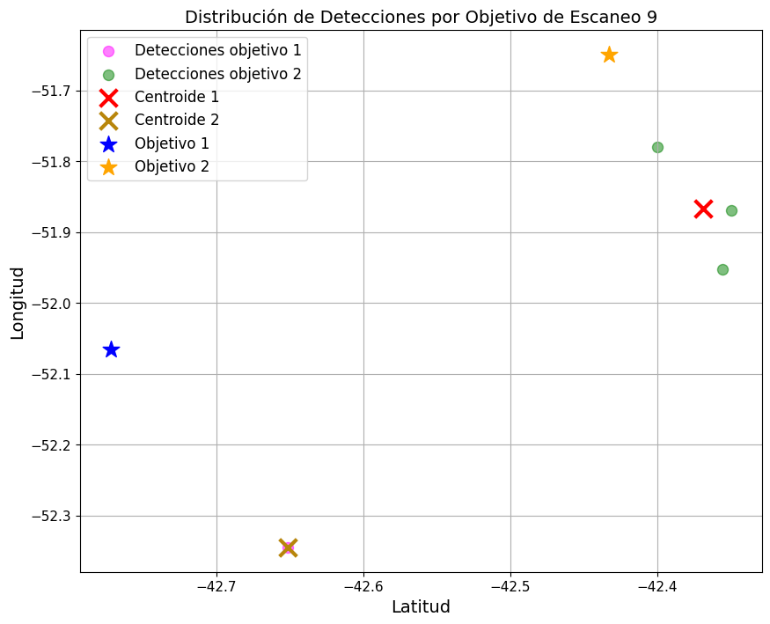 Distribución de Detecciones por Objetivo de Escaneo 9
Detecciones objetivo 1
Detecciones objetivo 2
Centroide 1
Centroide 2
Objetivo 1
Objetivo 2
−51.7
−51.8
−51.9
−52.0
−52.1
−52.2
−52.3
Longitud
−42.7 −42.6 −42.5 −42.4
Latitud